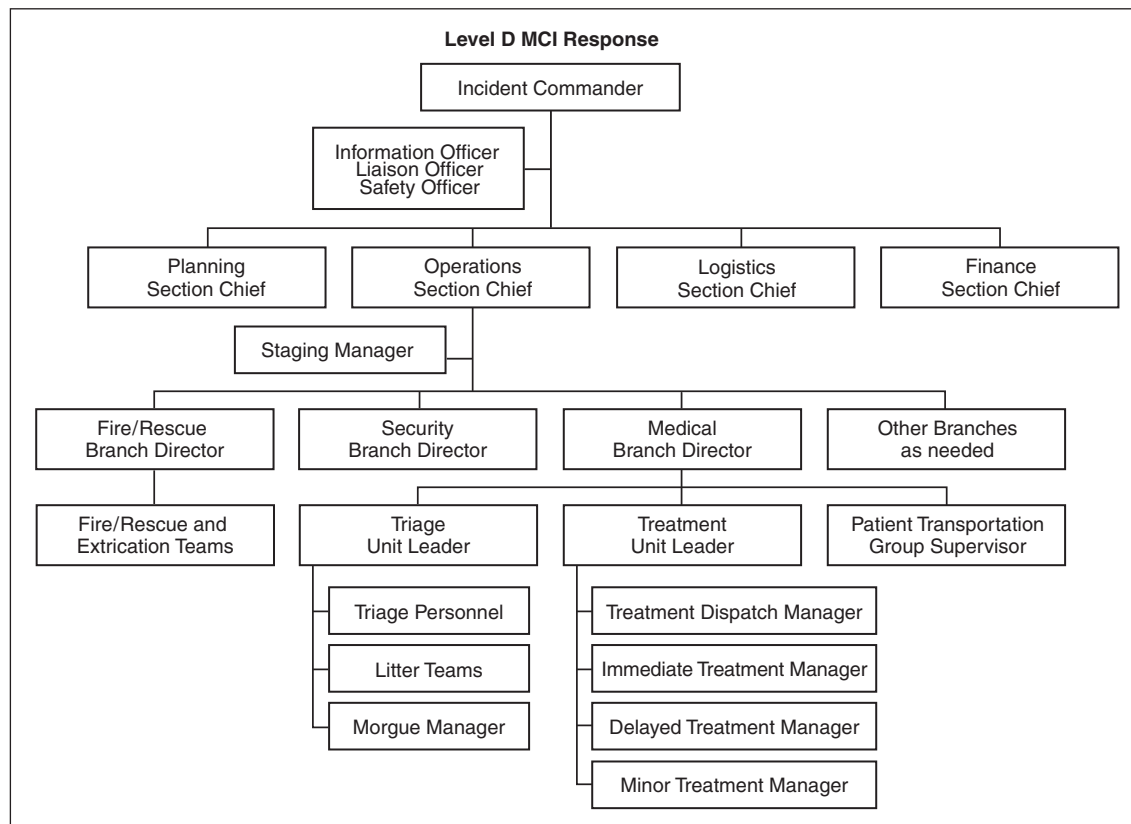 Level D MCI Response
Incident Commander
Information Officer
Liaison Officer
Safety Officer
Planning
Section Chief
Operations
Section Chief
Logistics
Section Chief
Finance
Section Chief
Staging Manager
Fire/Rescue
Branch Director
Security
Branch Director
Medical
Branch Director
Other Branches
as needed
Fire/Rescue and
Extrication Teams
Triage
Unit Leader
Treatment
Unit Leader
Patient Transportation
Group Supervisor
Triage Personnel
Litter Teams
Morgue Manager
Treatment Dispatch Manager
Immediate Treatment Manager
Delayed Treatment Manager
Minor Treatment Manager